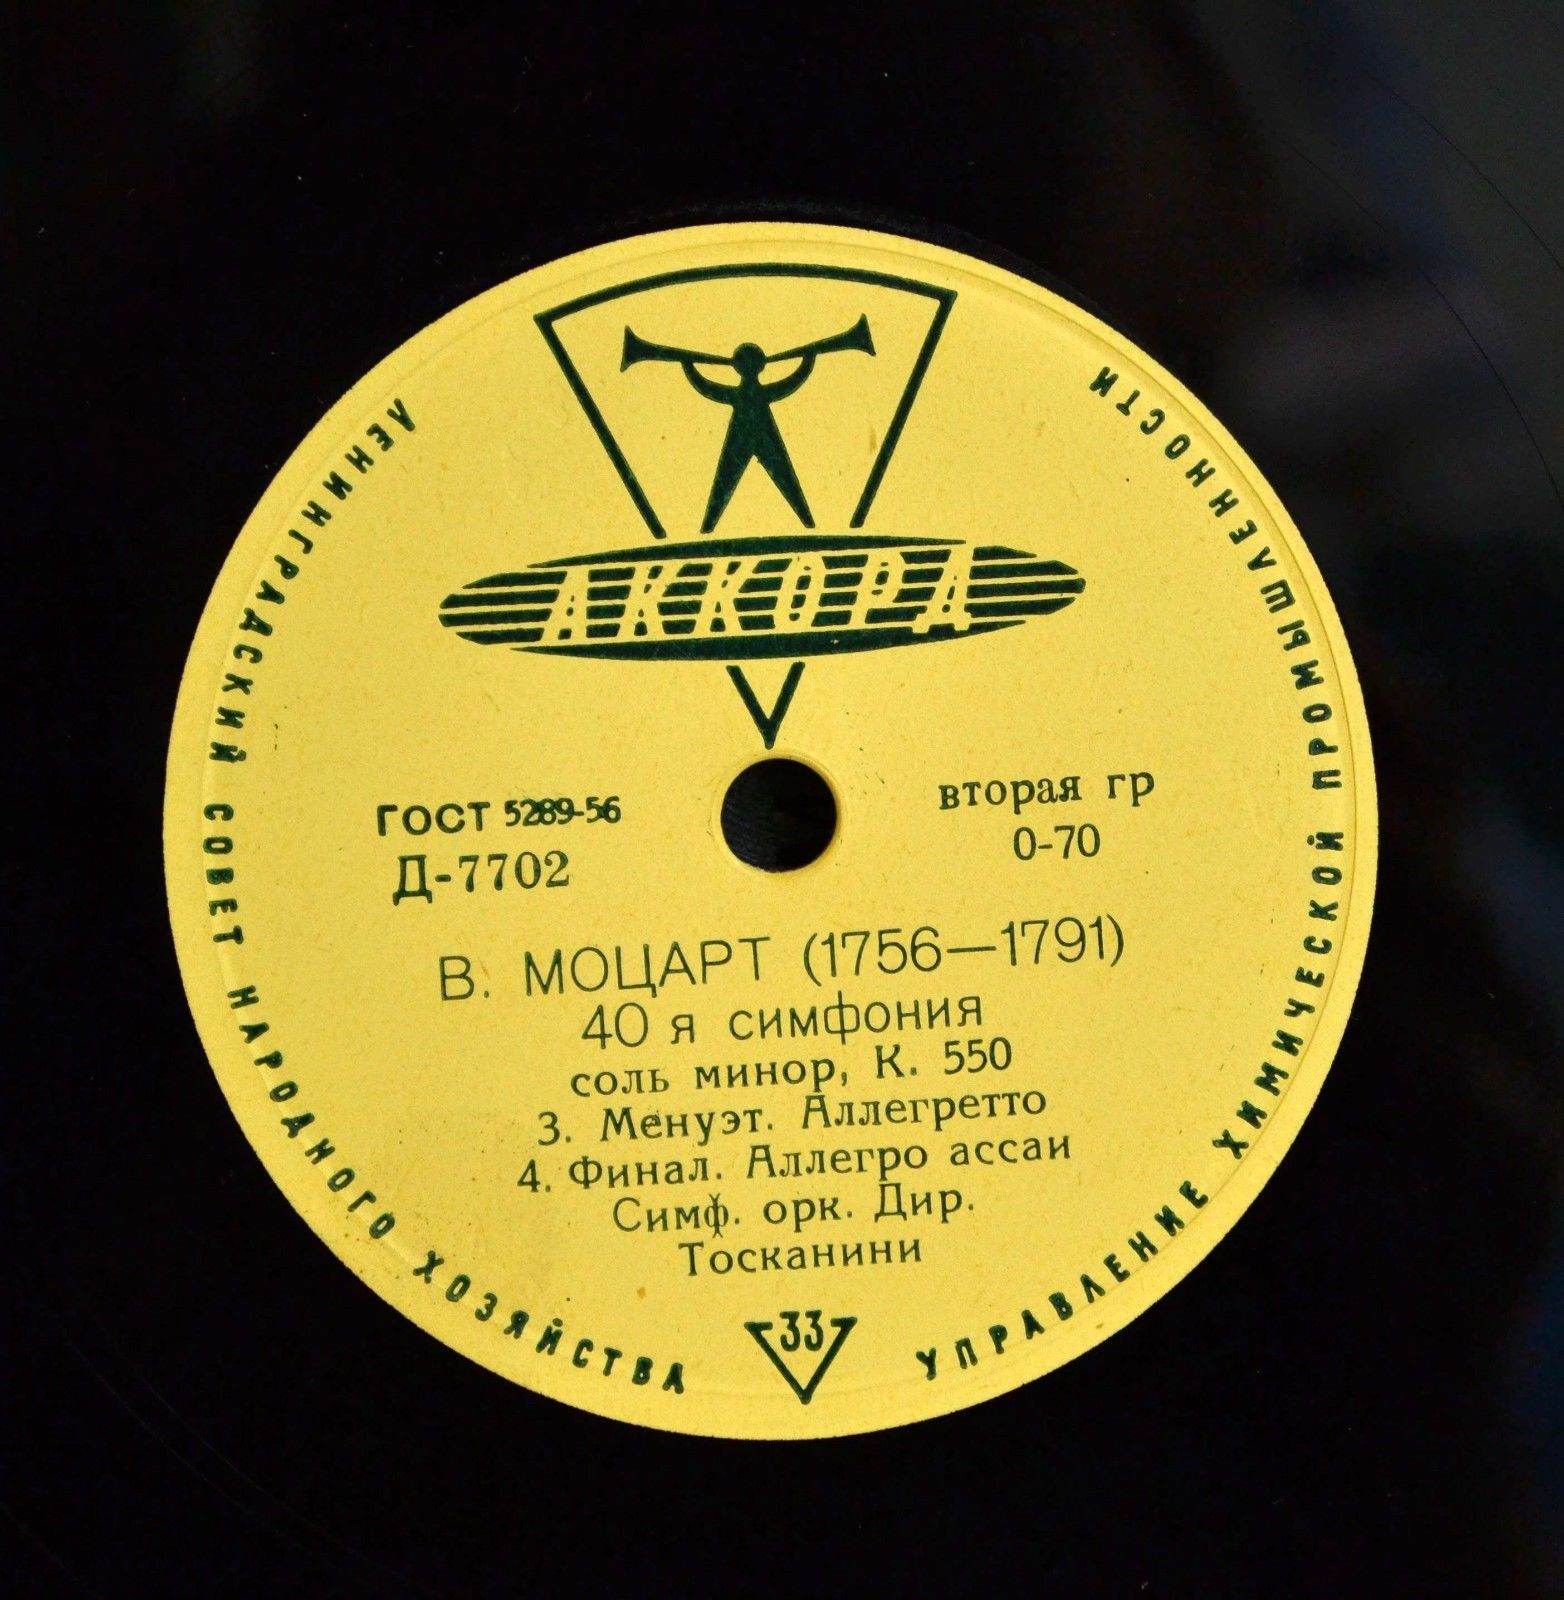 АККОРД
ЛЕНИНГРАДСКИЙ СОВЕТ НАРОДНОГО ХОЗЯЙСТВА
УПРАВЛЕНИЕ ХИМИЧЕСКОЙ ПРОМЫШЛЕННОСТИ
ГОСТ 5289-56
Д-7702
вторая гр
0-70
В. МОЦАРТ (1756—1791)
40 я симфония
соль минор, К. 550
3. Менуэт. Аллегретто
4. Финал. Аллегро ассаи
Симф. орк. Дир.
Тосканини
33